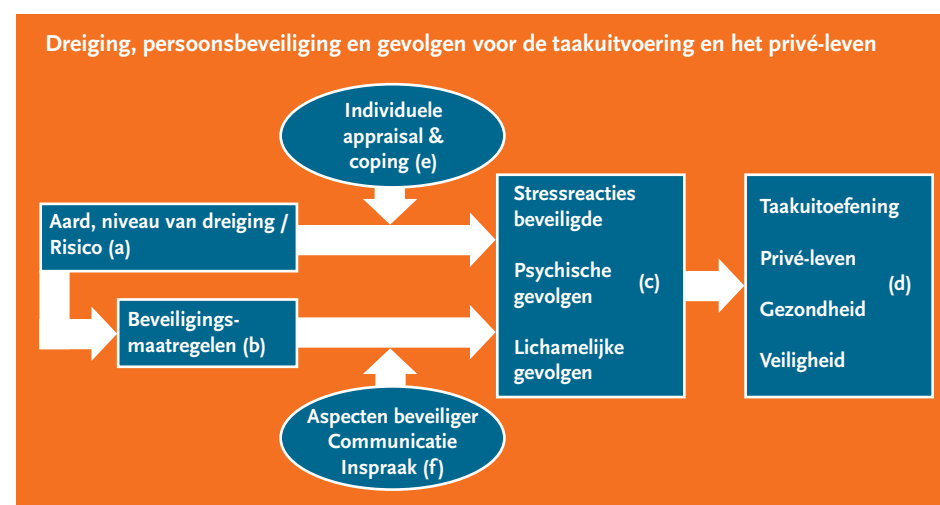 Dreiging, persoonsbeveiliging en gevolgen voor de taakuitvoering en het privé-leven
Individuele
appraisal &
coping (e)
Aard, niveau van dreiging /
Risico (a)
Beveiligings-
maatregelen (b)
Aspecten beveiliger
Communicatie
Inspraak (f)
Stressreacties
beveiligde
Psychische
gevolgen
(c)
Lichamelijke
gevolgen
Taakuitoefening
Privé-leven
(d)
Gezondheid
Veiligheid